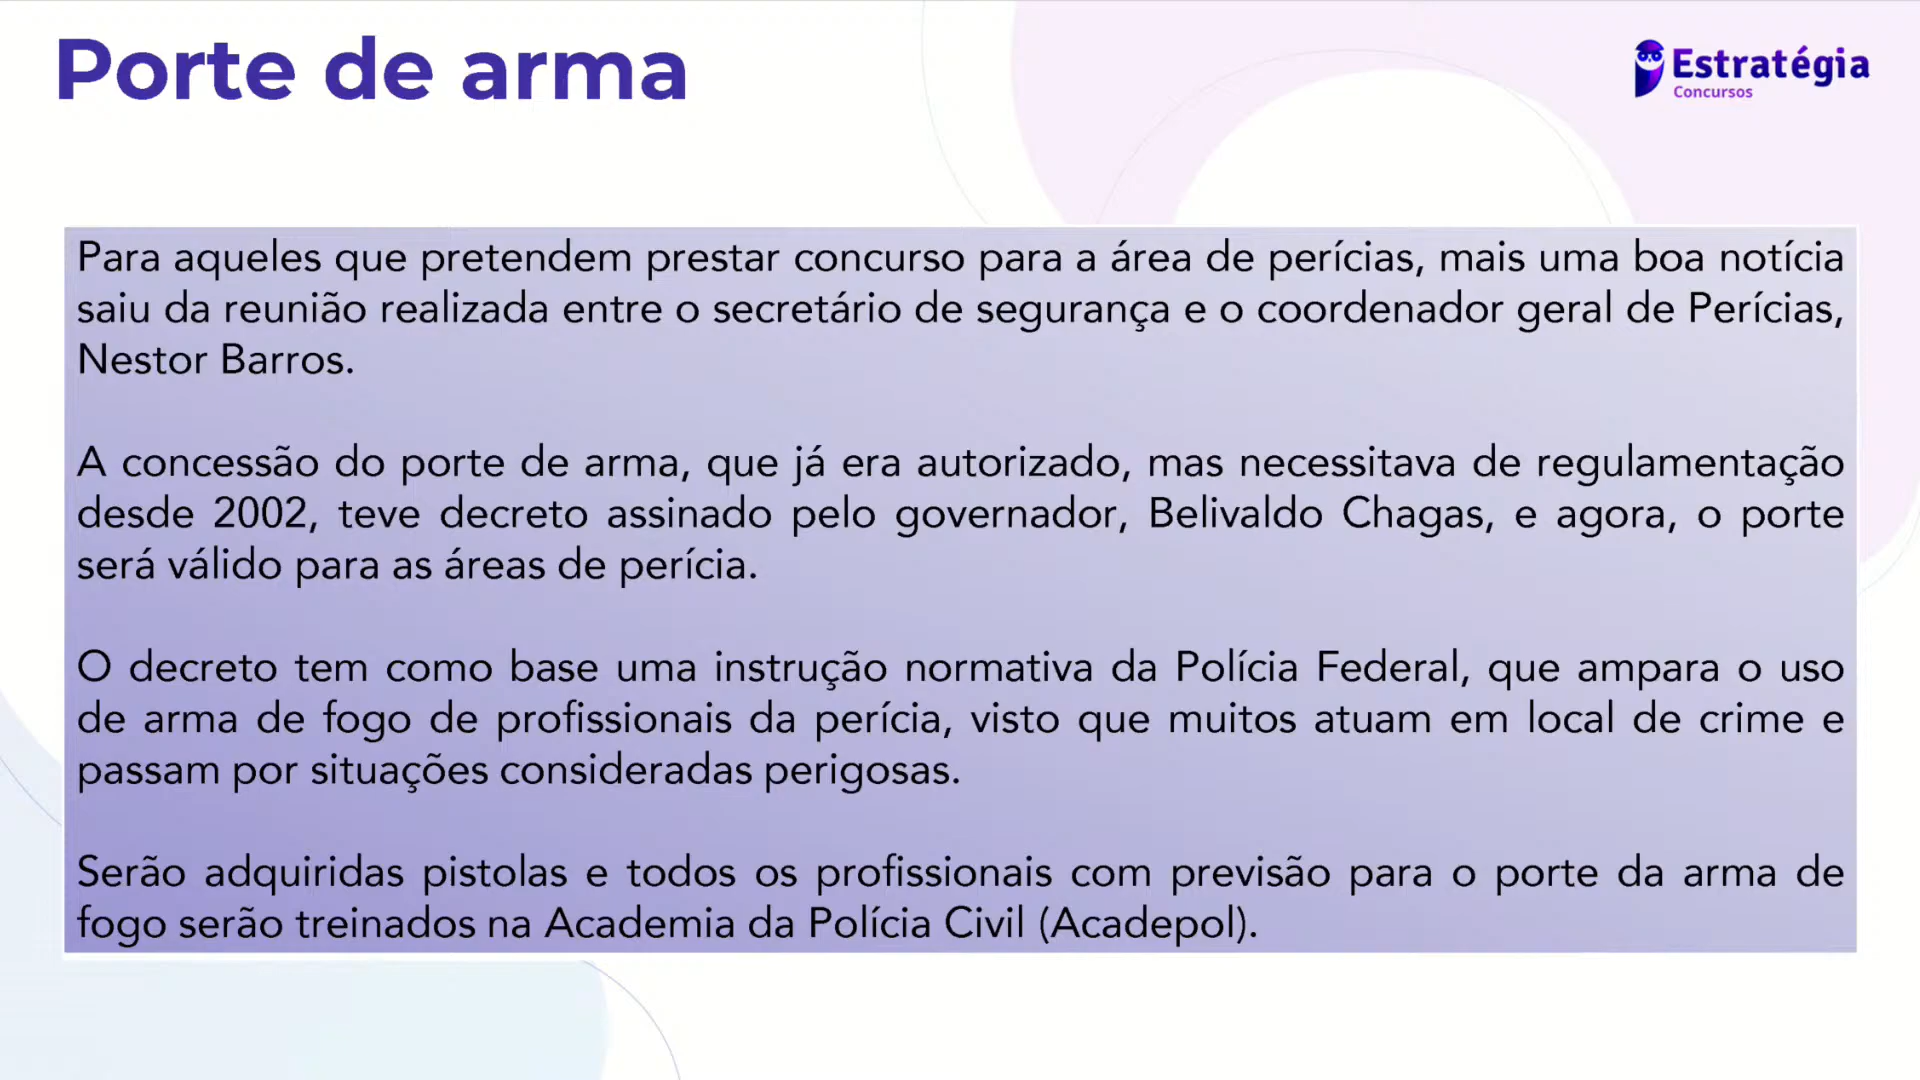 Porte de arma
Estratégia
Concursos
Para aqueles que pretendem prestar concurso para a área de perícias, mais uma boa notícia
saiu da reunião realizada entre o secretário de segurança e o coordenador geral de Perícias,
Nestor Barros.
A concessão do porte de arma, que já era autorizado, mas necessitava de regulamentação
desde 2002, teve decreto assinado pelo governador, Belivaldo Chagas, e agora, o porte
será válido para as áreas de perícia.
O decreto tem como base uma instrução normativa da Polícia Federal, que ampara o uso
de arma de fogo de profissionais da perícia, visto que muitos atuam em local de crime e
passam por situações consideradas perigosas.
Serão adquiridas pistolas e todos os profissionais com previsão para o porte da arma de
fogo serão treinados na Academia da Polícia Civil (Acadepol).